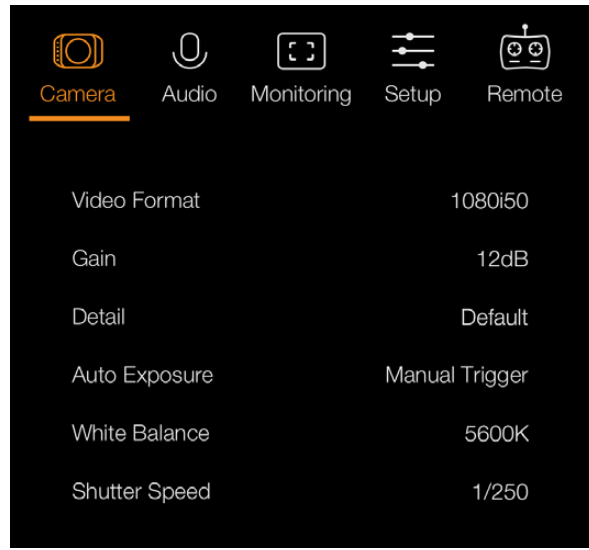 Camera Audio Monitoring Setup Remote
Video Format 1080i50
Gain 12dB
Detail Default
Auto Exposure Manual Trigger
White Balance 5600K
Shutter Speed 1/250